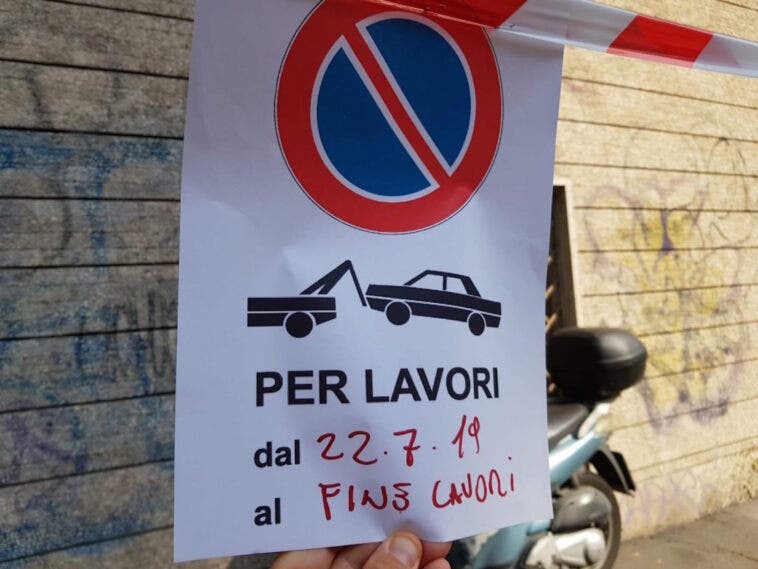 PER LAVORI
dal 22.7.19
al FINE LAVORI